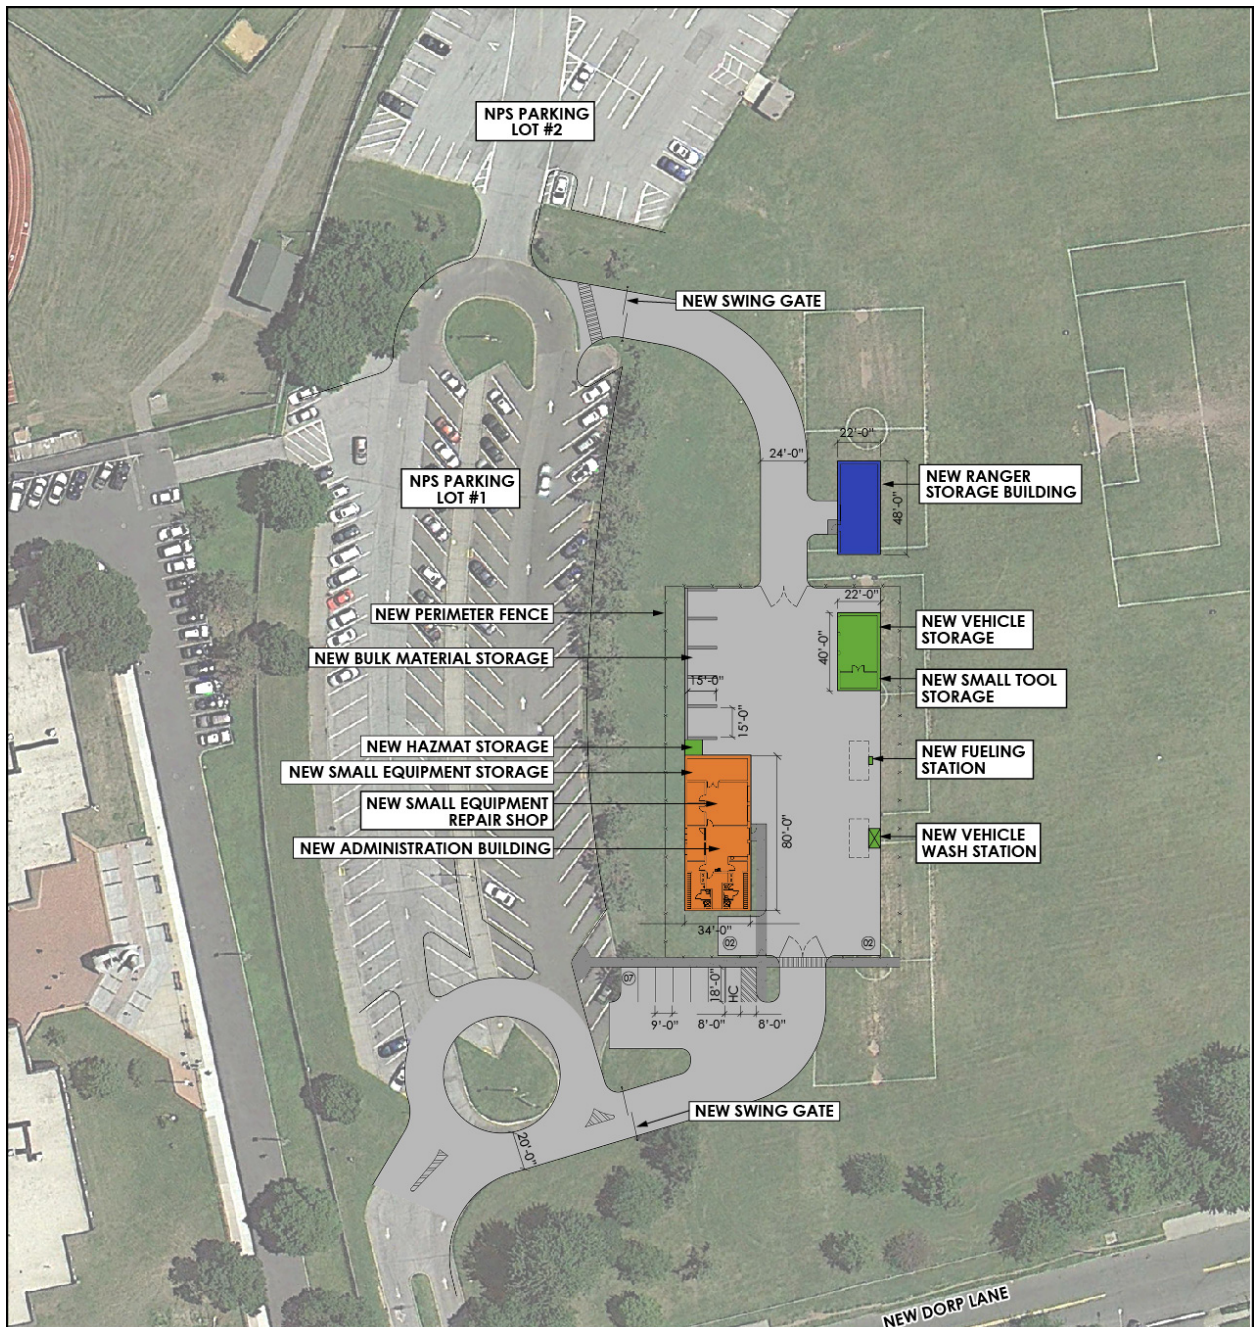 NPS PARKING
LOT #2
NEW SWING GATE
22'-0"
24'-0"
NPS PARKING
LOT #1
NEW RANGER
STORAGE BUILDING
48'-0"
22'-0"
NEW PERIMETER FENCE
NEW VEHICLE
STORAGE
40'-0"
NEW BULK MATERIAL STORAGE
15'-0"
NEW SMALL TOOL
STORAGE
15'-0"
NEW HAZMAT STORAGE
NEW FUELING
STATION
NEW SMALL EQUIPMENT STORAGE
NEW SMALL EQUIPMENT
REPAIR SHOP
NEW ADMINISTRATION BUILDING
80'-0"
NEW VEHICLE
WASH STATION
34'-0"
02
02
07
18'-0"
HC
9'-0"
8'-0"
8'-0"
NEW SWING GATE
20'-0"
NEW DORP LANE